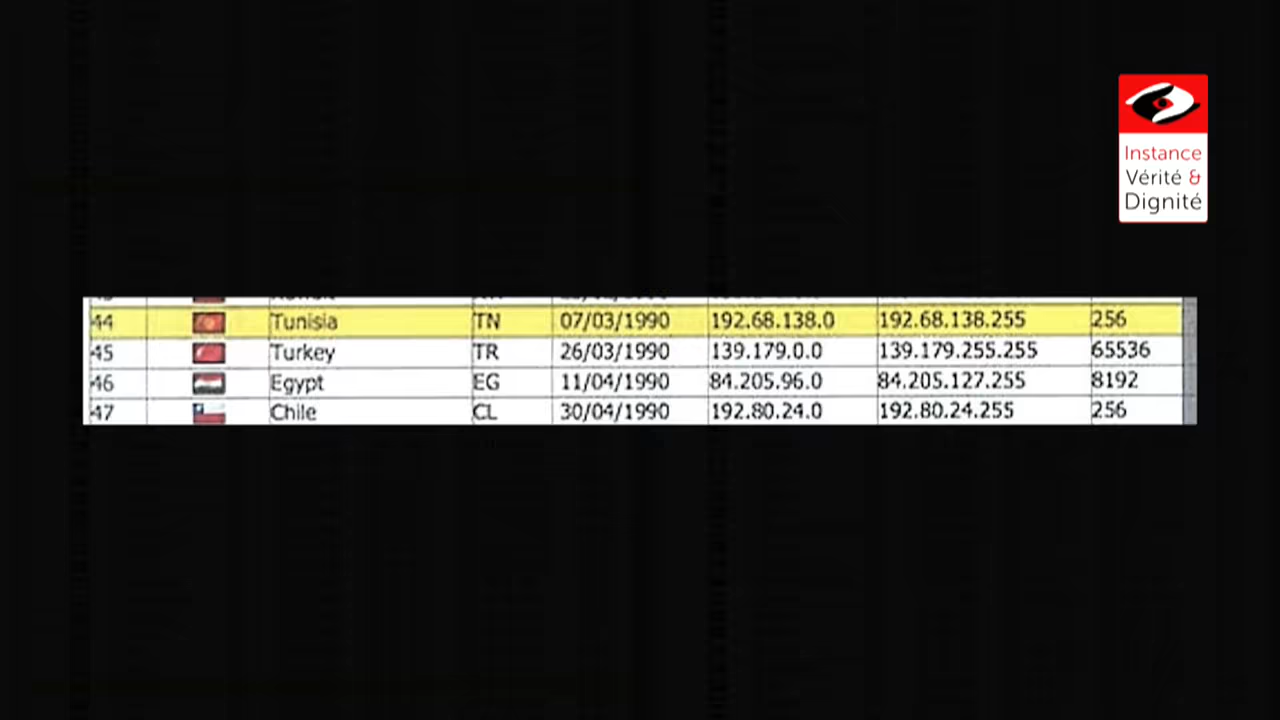 Instance
Vérité &
Dignité
44 Tunisia TN 07/03/1990 192.68.138.0 192.68.138.255 256
45 Turkey TR 26/03/1990 139.179.0.0 139.179.255.255 65536
46 Egypt EG 11/04/1990 84.205.96.0 84.205.127.255 8192
47 Chile CL 30/04/1990 192.80.24.0 192.80.24.255 256